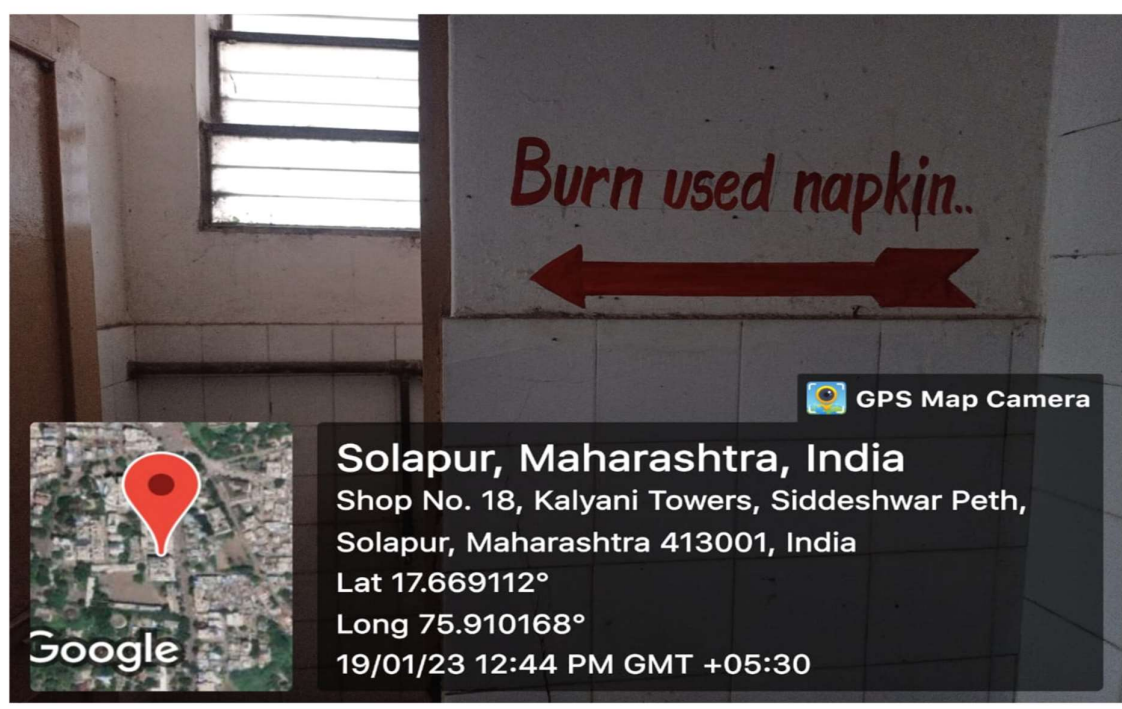 Burn used napkin..
GPS Map Camera
Solapur, Maharashtra, India
Shop No. 18, Kalyani Towers, Siddeshwar Peth,
Solapur, Maharashtra 413001, India
Lat 17.669112°
Long 75.910168°
19/01/23 12:44 PM GMT +05:30
Google